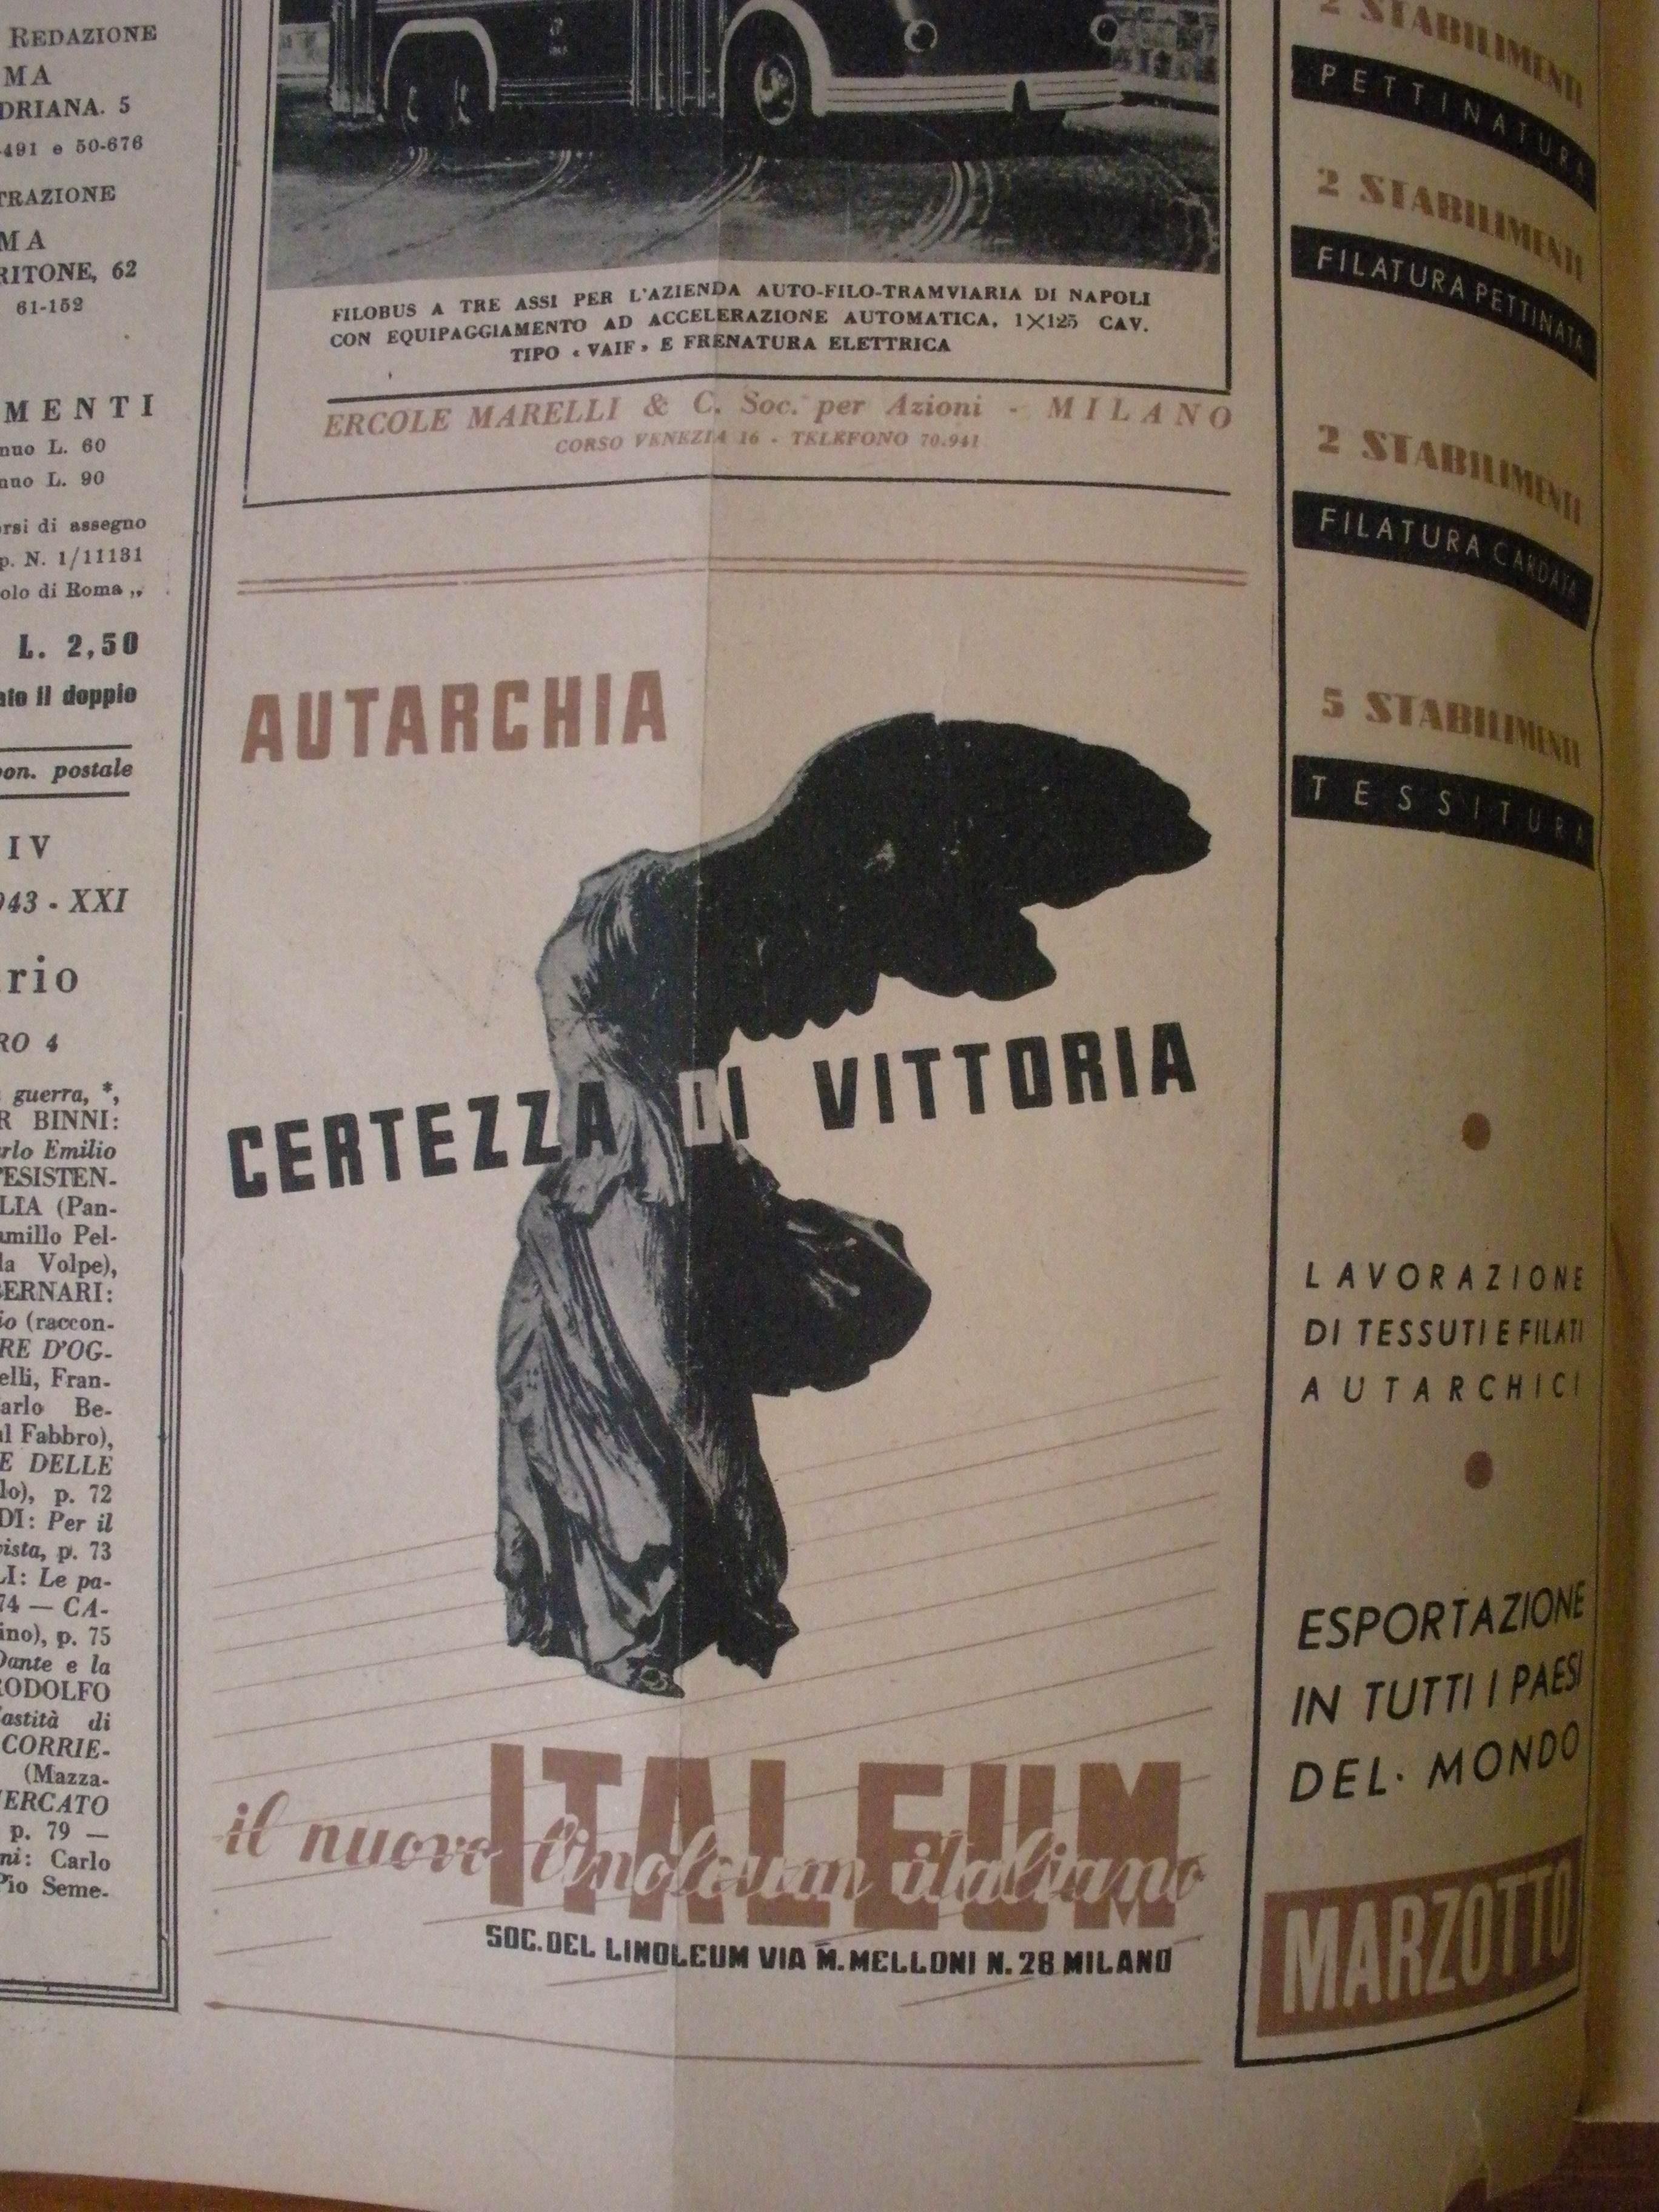 REDAZIONE
MA
DRIANA. 5
491 e 50-676
TRAZIONE
MA
RITONE, 62
61-152
MENTI
nuo L. 60
nuo L. 90
rsi di assegno
p. N. 1/11131
olo di Roma „
L. 2,50
ato il doppio
on. postale
IV
943 - XXI
rio
RO 4
guerra, *,
R BINNI:
rlo Emilio
'ESISTEN-
LIA (Pan-
amillo Pel-
la Volpe),
BERNARI:
io (raccon-
RE D'OG-
elli, Fran-
arlo Be-
al Fabbro),
E DELLE
lo), p. 72
DI: Per il
vista, p. 73
LI: Le pa-
74 — CA-
ino), p. 75
Dante e la
RODOLFO
astità di
CORRIE-
(Mazza-
MERCATO
p. 79 —
ni: Carlo
Pio Seme-
FILOBUS A TRE ASSI PER L'AZIENDA AUTO-FILO-TRAMVIARIA DI NAPOLI
CON EQUIPAGGIAMENTO AD ACCELERAZIONE AUTOMATICA, 1×125 CAV.
TIPO «VAIF» E FRENATURA ELETTRICA
ERCOLE MARELLI & C. Soc. per Azioni - MILANO
CORSO VENEZIA 16 - TELEFONO 70.941
AUTARCHIA
CERTEZZA DI VITTORIA
ITALEUM
il nuovo linoleum italiano
SOC. DEL LINOLEUM VIA M. MELLONI N. 28 MILANO
2 STABILIMENTI
PETTINATURA
2 STABILIMENTI
FILATURA PETTINATA
2 STABILIMENTI
FILATURA CARDATA
5 STABILIMENTI
TESSITURA
LAVORAZIONE
DI TESSUTI E FILATI
AUTARCHICI
ESPORTAZIONE
IN TUTTI I PAESI
DEL· MONDO
MARZOTTO